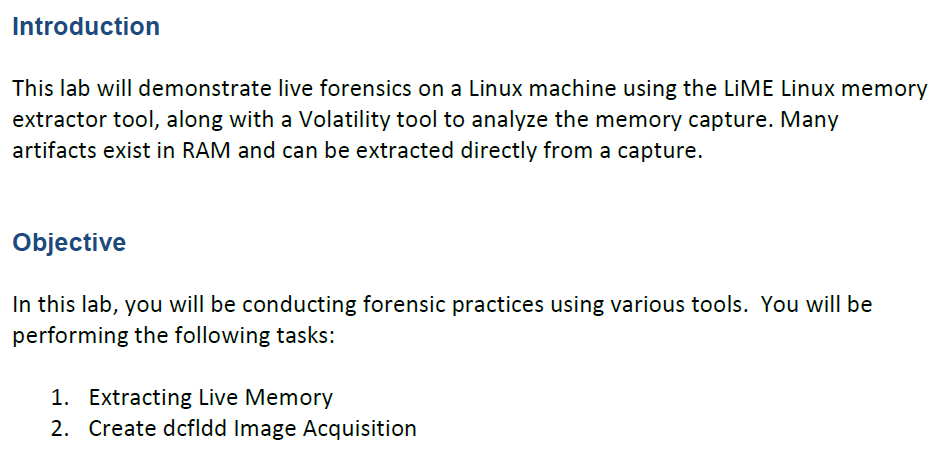 Introduction
This lab will demonstrate live forensics on a Linux machine using the LiME Linux memory
extractor tool, along with a Volatility tool to analyze the memory capture. Many
artifacts exist in RAM and can be extracted directly from a capture.
Objective
In this lab, you will be conducting forensic practices using various tools.  You will be
performing the following tasks:
1. Extracting Live Memory
2. Create dcfldd Image Acquisition